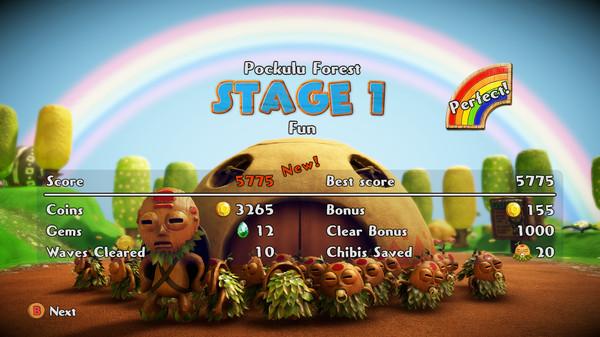 Pockulu Forest
STAGE 1
Fun
Perfect!
New!
Score 5775 Best score 5775
Coins 3265 Bonus 155
Gems 12 Clear Bonus 1000
Waves Cleared 10 Chibis Saved 20
B Next